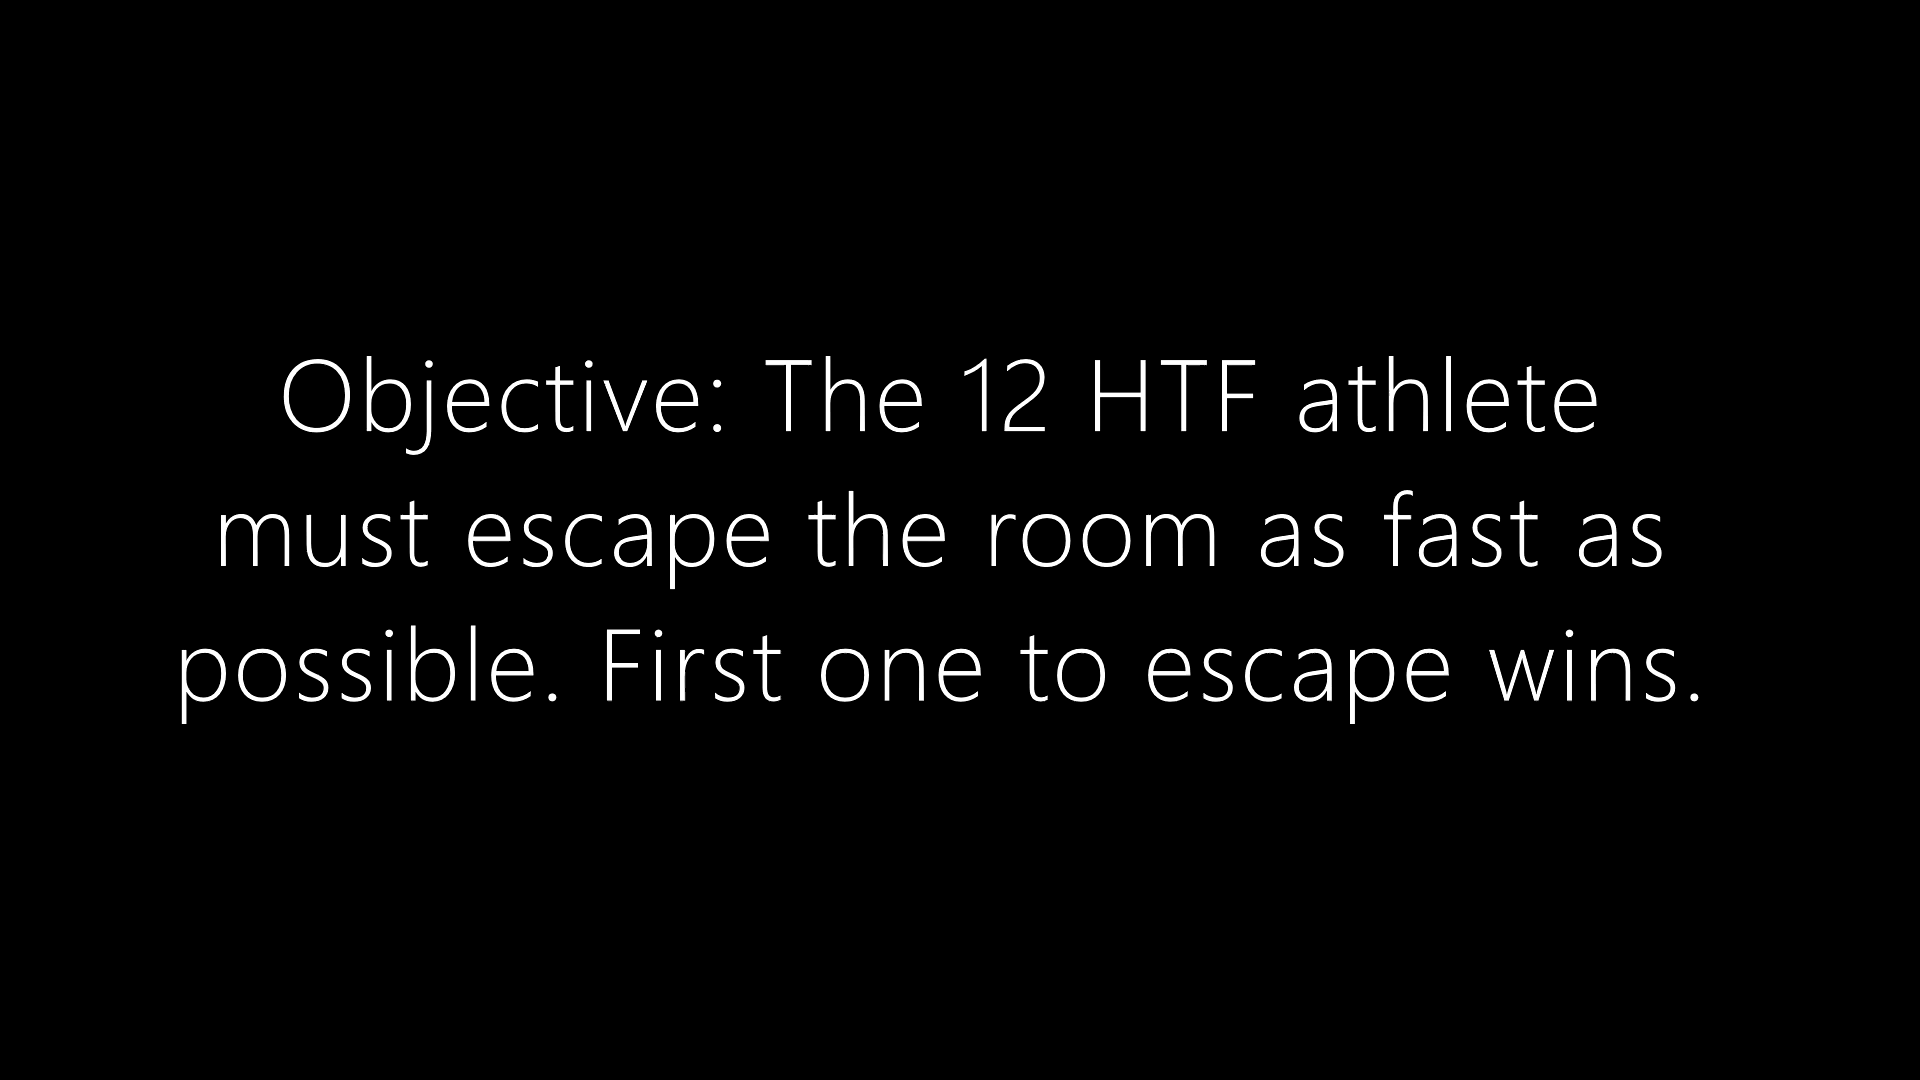 Objective: The 12 HTF athlete
must escape the room as fast as
possible. First one to escape wins.